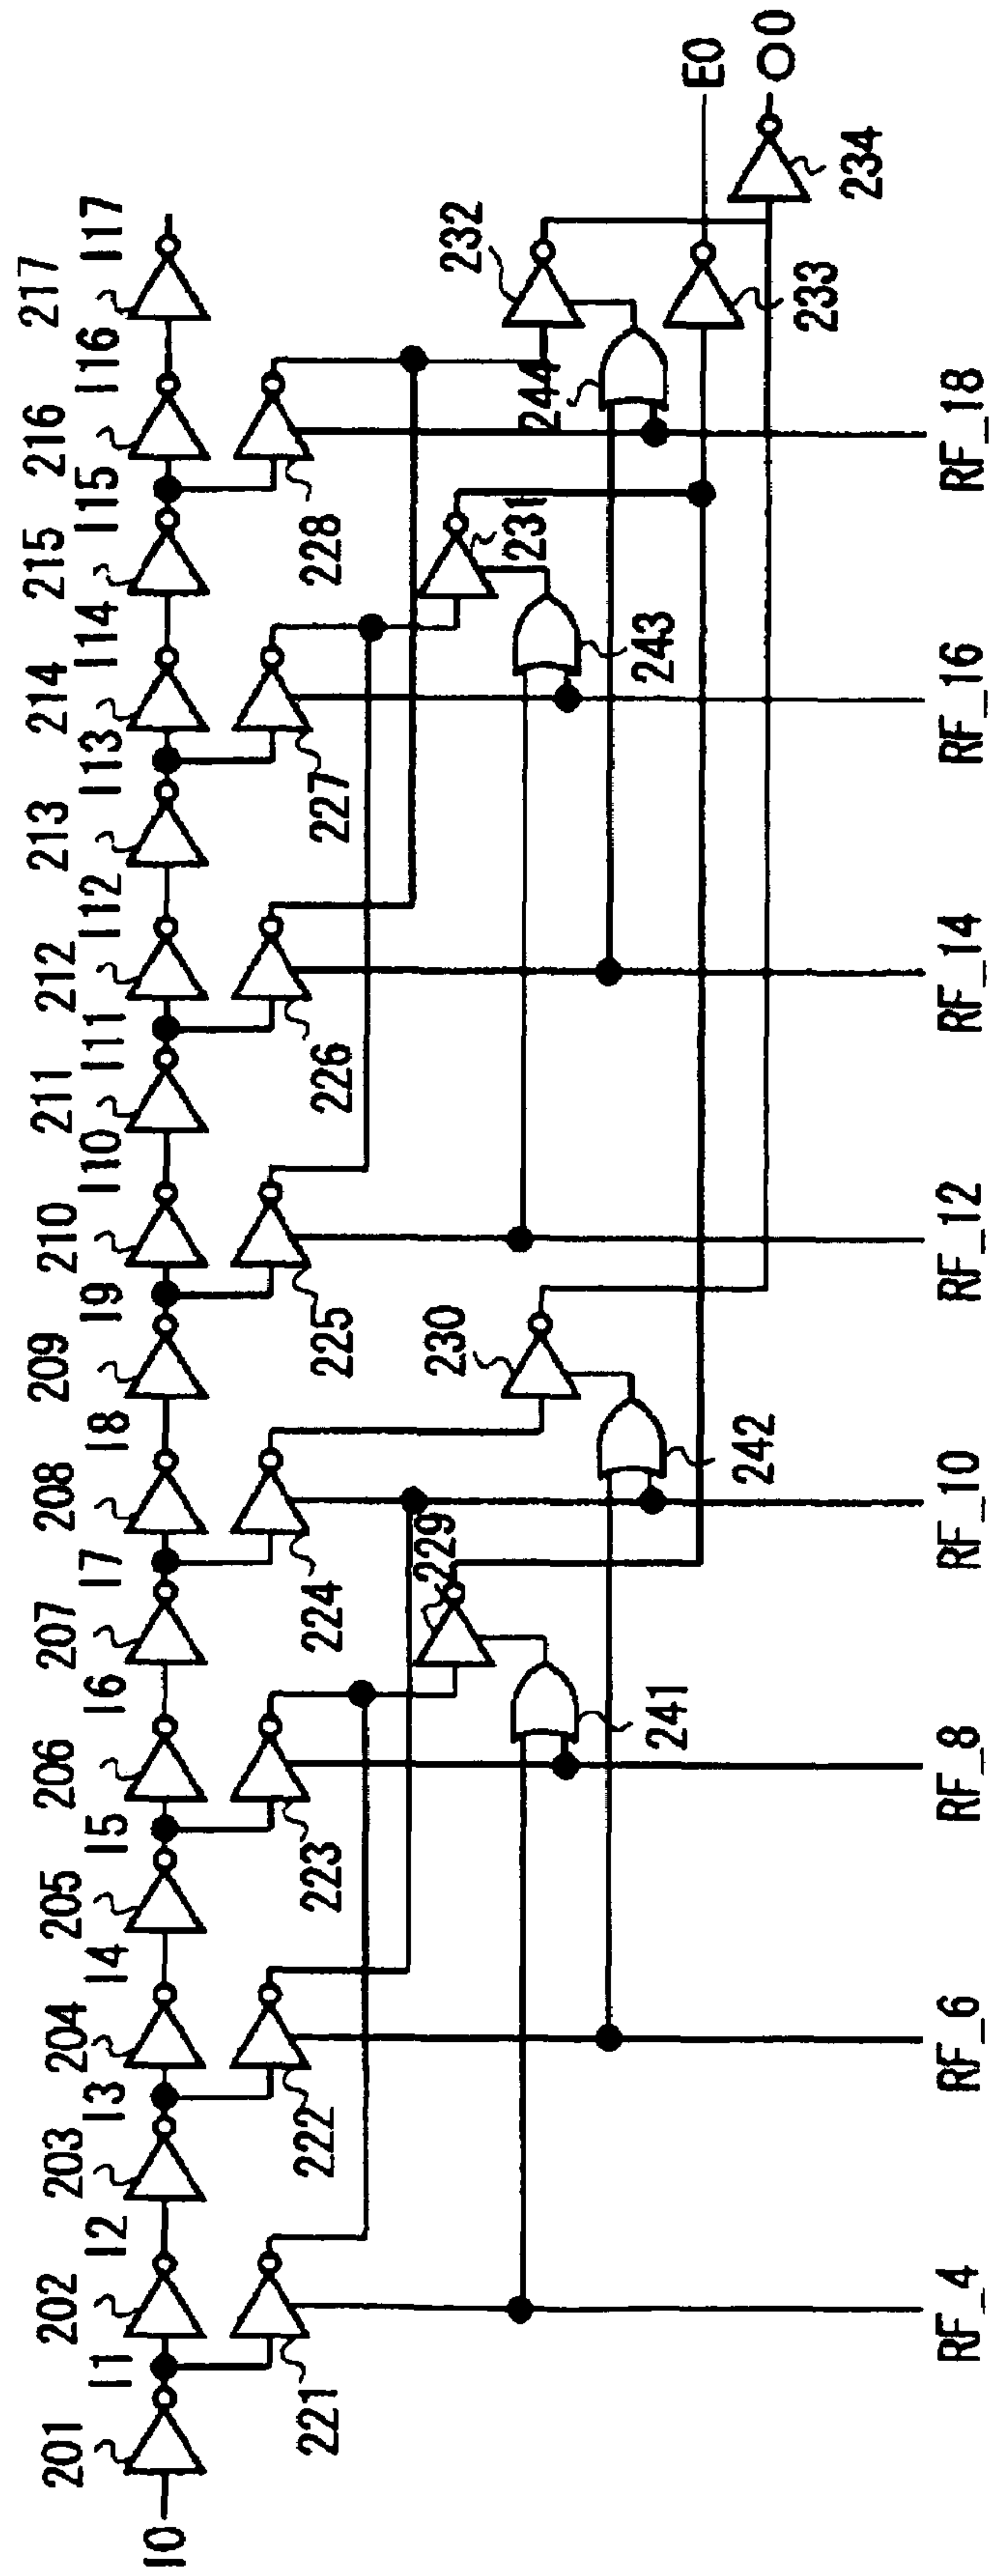 201 202 203 204 205 206 207 208 209 210 211 212 213 214 215 216 217
I0 I1 I2 I3 I4 I5 I6 I7 I8 I9 I10 I11 I12 I13 I14 I15 I16 I17
221 222 223 224 225 226 227 228
229 230 231 232
241 242 243 244
233 EO
234 OO
RF_4 RF_6 RF_8 RF_10 RF_12 RF_14 RF_16 RF_18